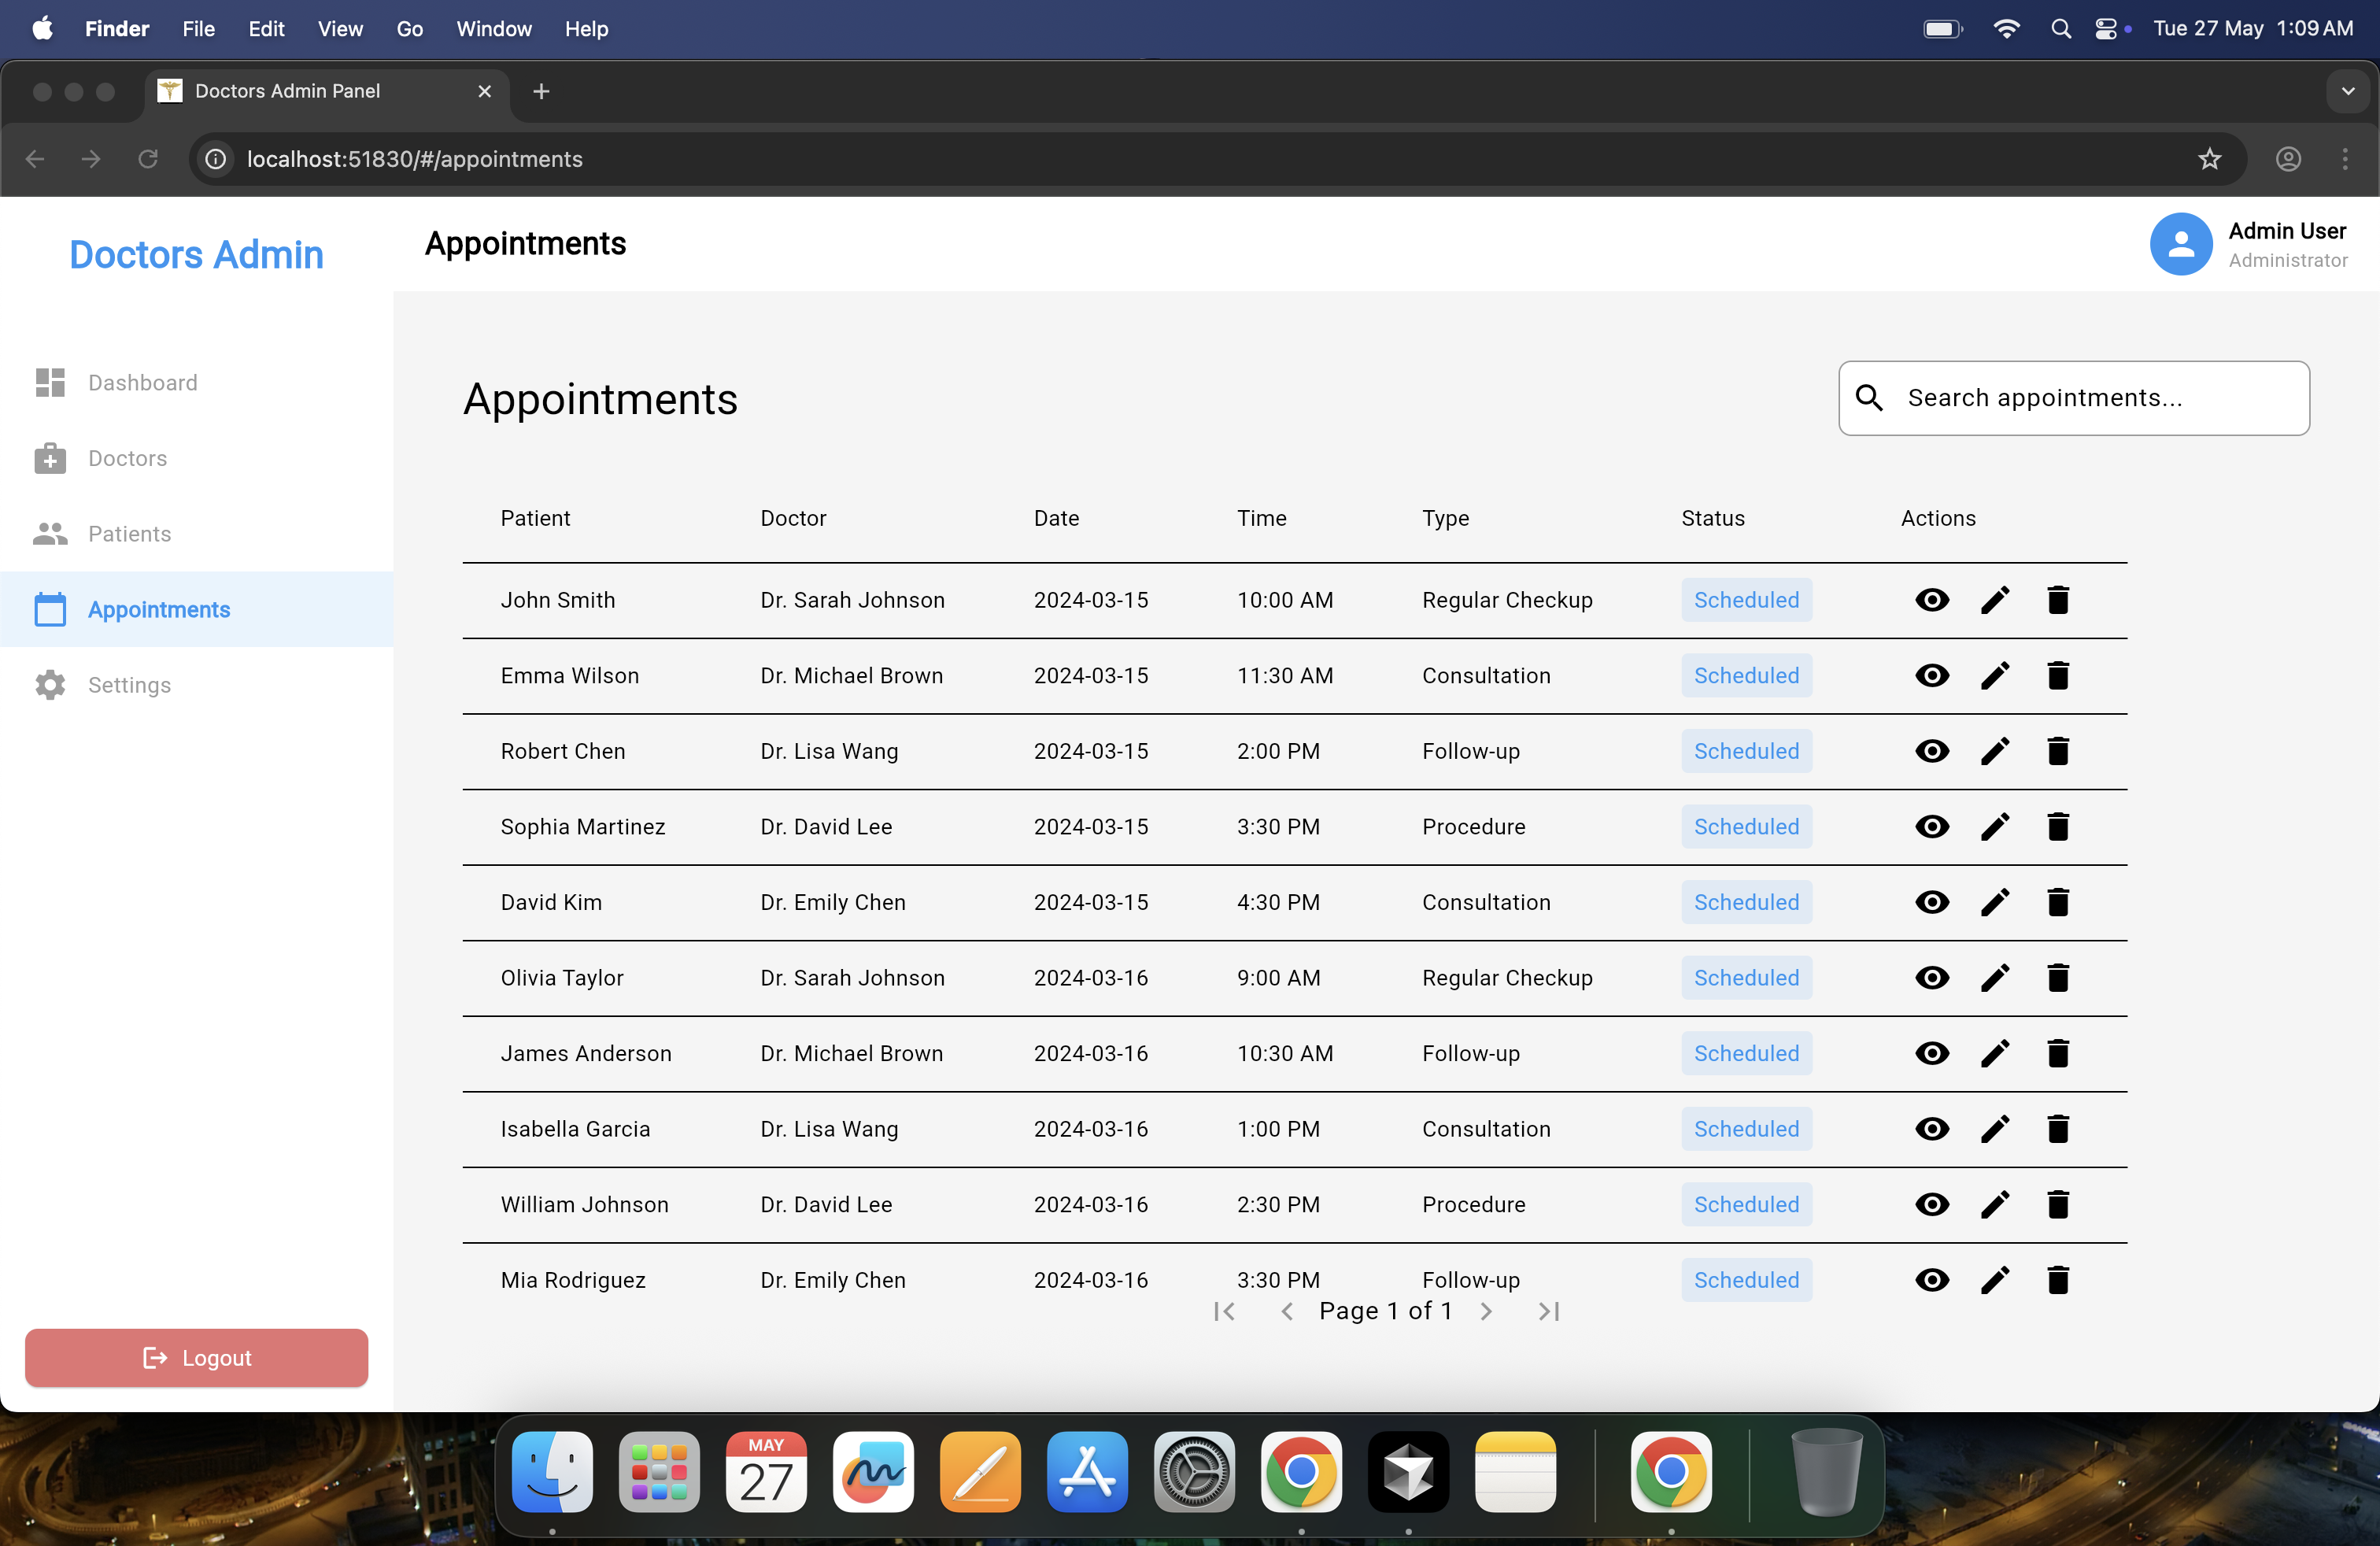 Finder File Edit View Go Window Help Tue 27 May 1:09 AM
Doctors Admin Panel
localhost:51830/#/appointments
Doctors Admin
Dashboard
Doctors
Patients
Appointments
Settings
Logout
Appointments
Admin User
Administrator
Appointments
Search appointments...
Patient Doctor Date Time Type Status Actions
John Smith Dr. Sarah Johnson 2024-03-15 10:00 AM Regular Checkup Scheduled
Emma Wilson Dr. Michael Brown 2024-03-15 11:30 AM Consultation Scheduled
Robert Chen Dr. Lisa Wang 2024-03-15 2:00 PM Follow-up Scheduled
Sophia Martinez Dr. David Lee 2024-03-15 3:30 PM Procedure Scheduled
David Kim Dr. Emily Chen 2024-03-15 4:30 PM Consultation Scheduled
Olivia Taylor Dr. Sarah Johnson 2024-03-16 9:00 AM Regular Checkup Scheduled
James Anderson Dr. Michael Brown 2024-03-16 10:30 AM Follow-up Scheduled
Isabella Garcia Dr. Lisa Wang 2024-03-16 1:00 PM Consultation Scheduled
William Johnson Dr. David Lee 2024-03-16 2:30 PM Procedure Scheduled
Mia Rodriguez Dr. Emily Chen 2024-03-16 3:30 PM Follow-up Scheduled
Page 1 of 1
MAY
27